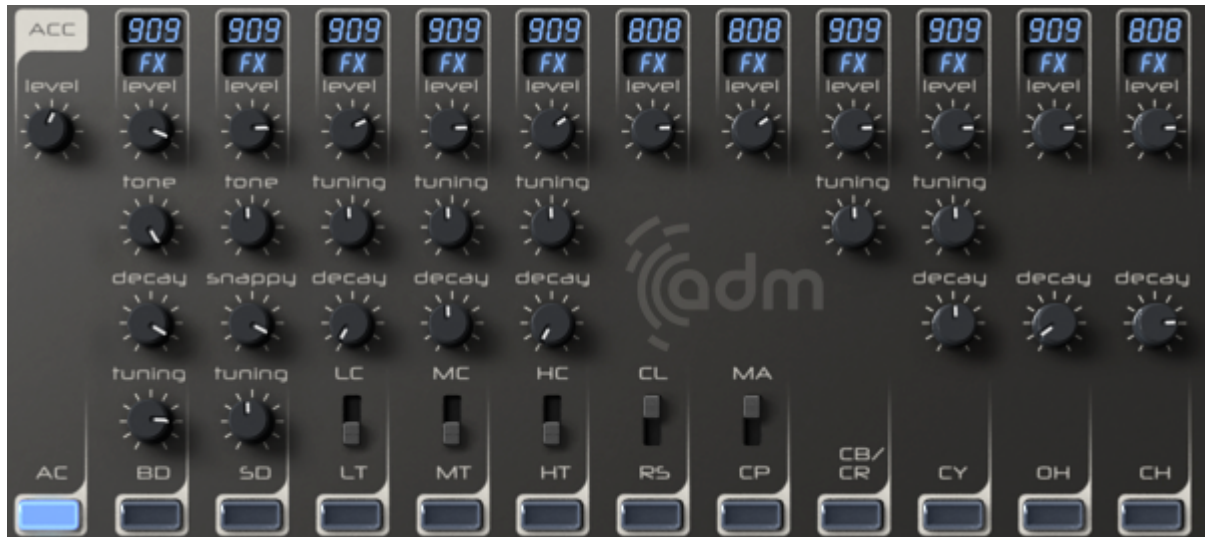 ACC 909 909 909 909 909 808 808 909 909 909 808
FX FX FX FX FX FX FX FX FX FX FX
level level level level level level level level level level level level
tone tone tuning tuning tuning tuning tuning
adm
decay snappy decay decay decay decay decay decay
tuning tuning LC MC HC CL MA
CB/
AC BD SD LT MT HT RS CP CR CY OH CH